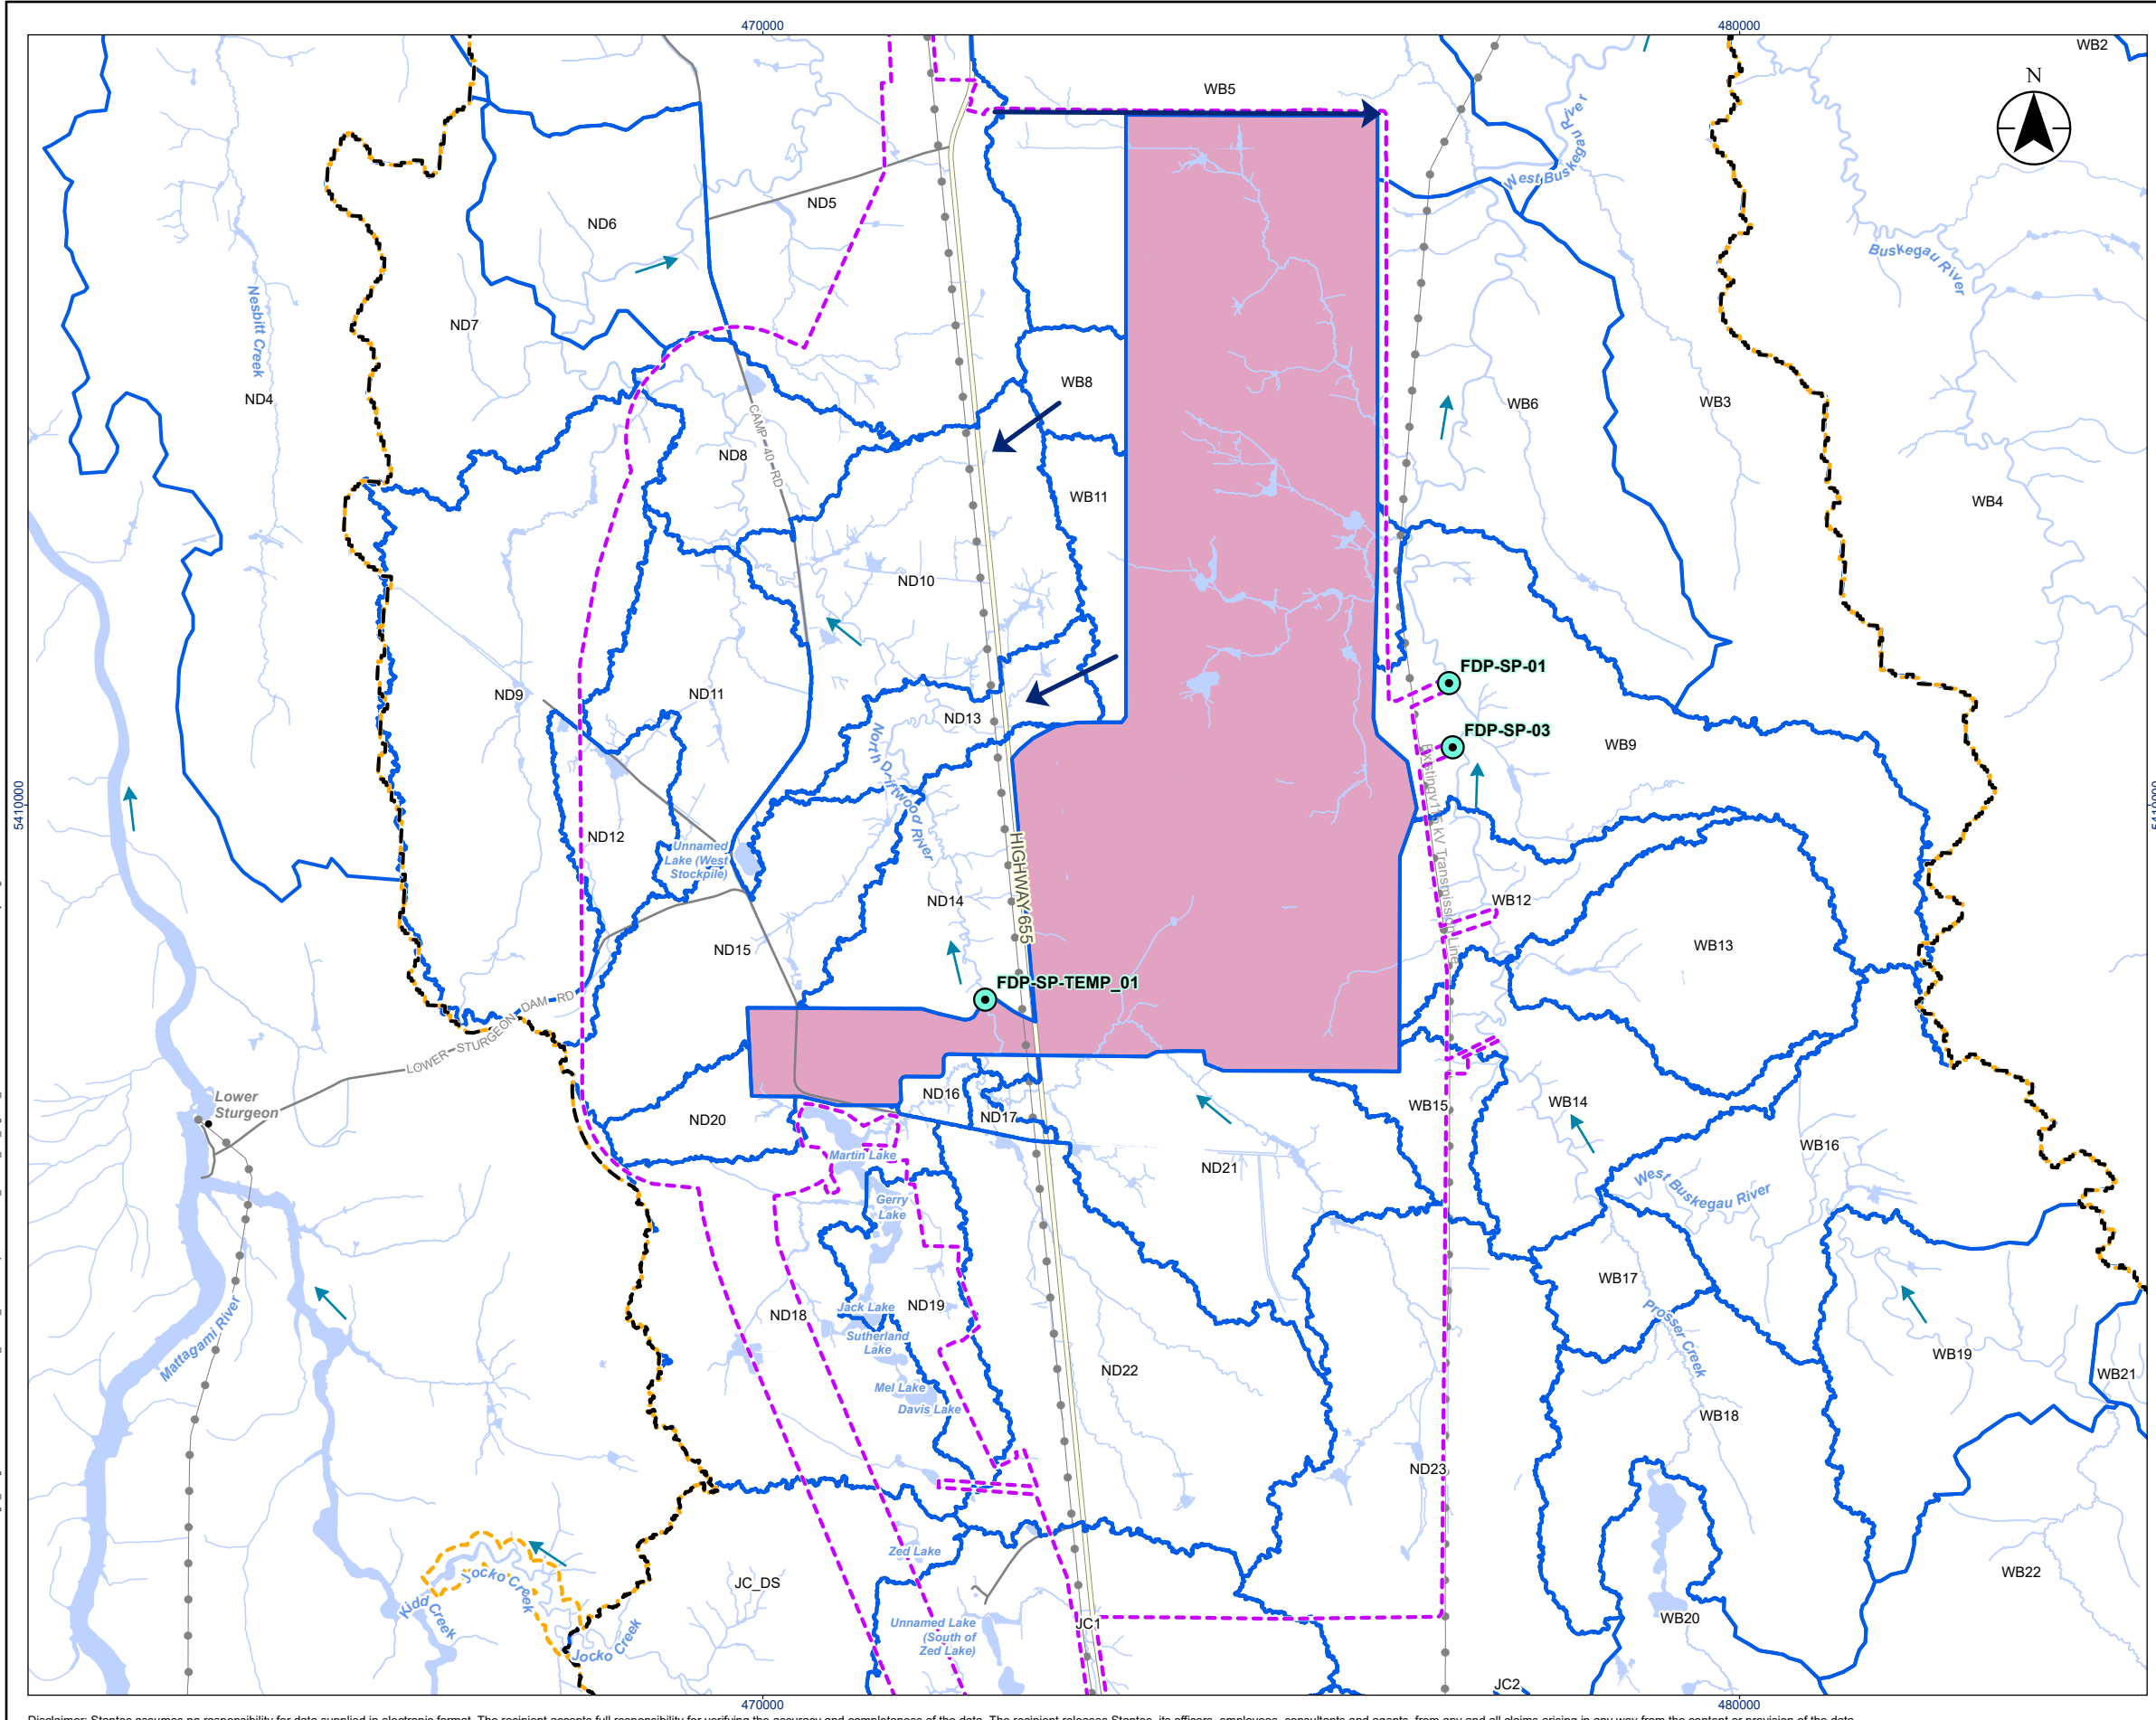 470000
480000
WB2
N
WB5
West Buskegau River
ND5
ND6
Buskegau River
Nesbitt Creek
ND7
WB8
ND4
WB6
WB3
CAMP 40 RD
ND8
WB11
WB4
ND10
FDP-SP-01
ND9
ND11
ND13
FDP-SP-03
WB9
North Driftwood River
5410000
Existing 115 kV Transmission Line
ND12
Unnamed
Lake (West
Stockpile)
HIGHWAY 655
ND14
WB12
WB13
ND15
FDP-SP-TEMP_01
LOWER STURGEON DAM RD
Lower
Sturgeon
ND16
ND17
ND20
WB15
WB14
Martin Lake
ND21
WB16
West Buskegau River
Gerry
Lake
WB17
Mattagami River
ND18
Jack Lake
ND19
Sutherland
Lake
Prosser Creek
WB19
ND22
WB21
Mel Lake
Davis Lake
WB18
ND23
Zed Lake
JC_DS
Jocko Creek
Kidd Creek
WB22
Unnamed Lake
(South of
Zed Lake)
JC1
WB20
Jocko Creek
JC2
470000
480000